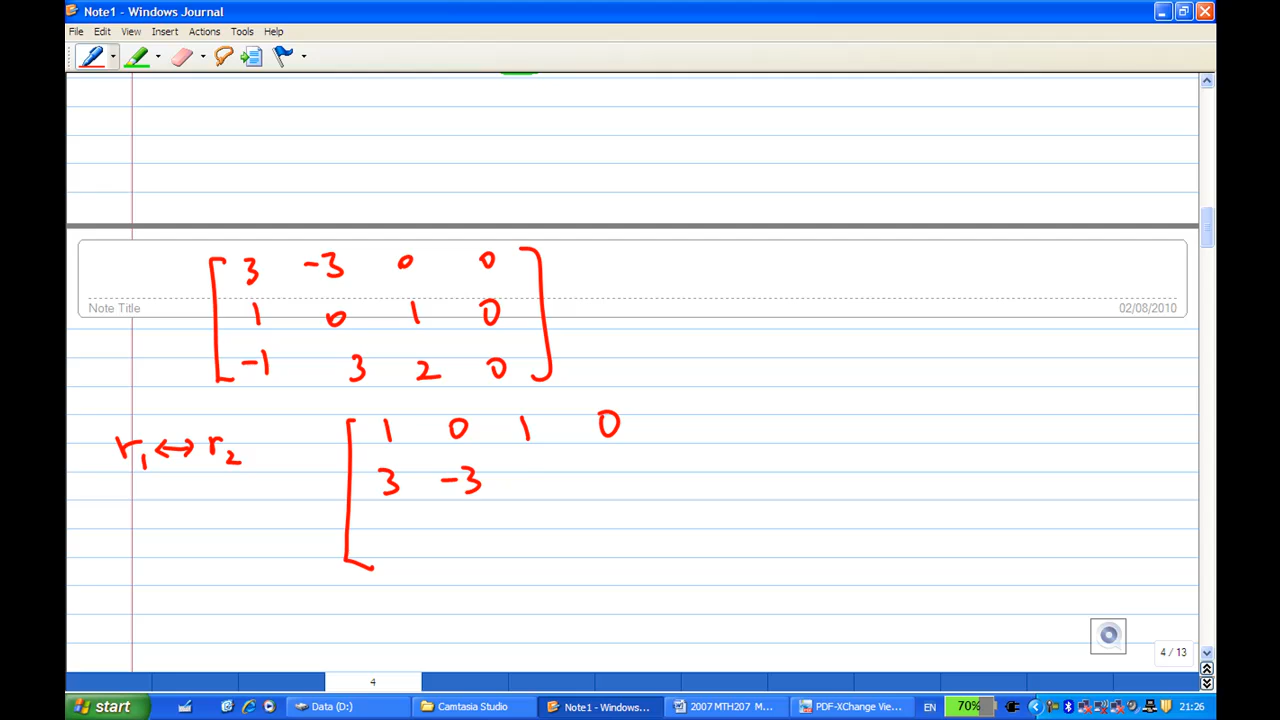 Note1 - Windows Journal
File Edit View Insert Actions Tools Help
3 -3 0 0
1 0 1 0
Note Title 02/08/2010
-1 3 2 0
r1 ↔ r2
1 0 1 0
3 -3
4 / 13
4
start Data (D:) Camtasia Studio Note1 - Windows... 2007 MTH207 M... PDF-XChange Vie... EN 70% 21:26